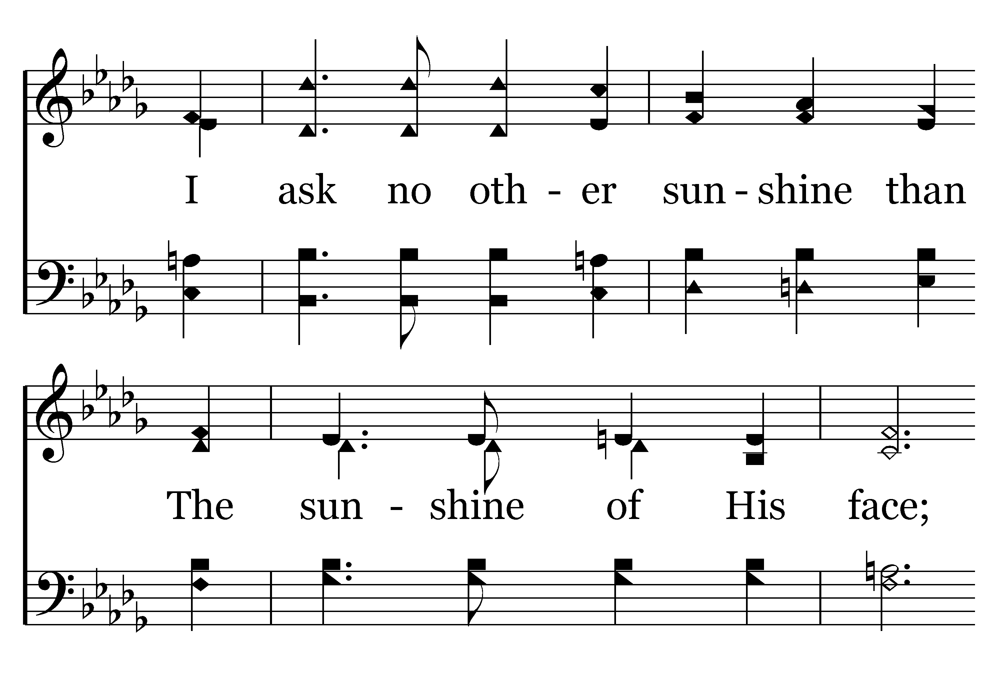 I ask no oth - er sun - shine than
The sun - shine of His face;